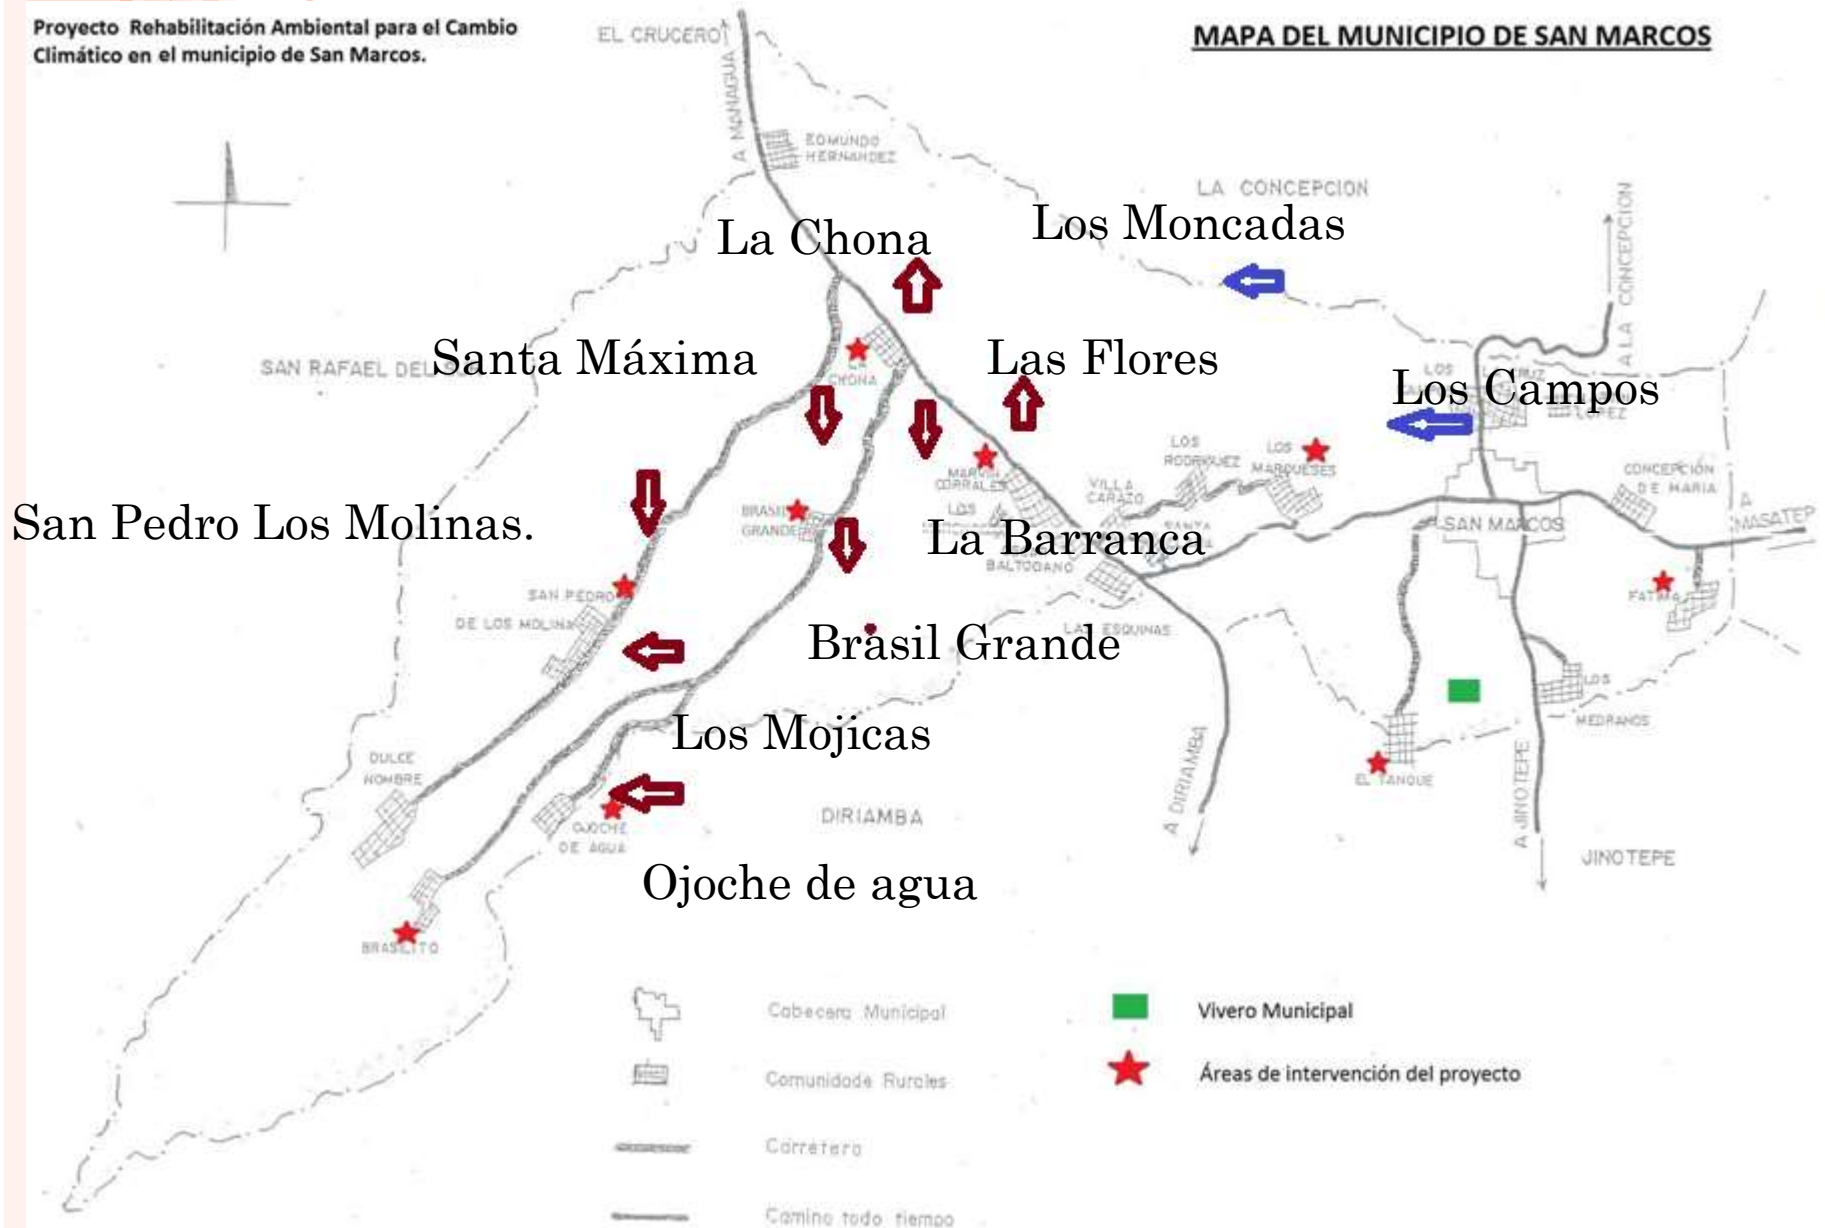 Proyecto Rehabilitación Ambiental para el Cambio
Climático en el municipio de San Marcos.
EL CRUCERO
MAPA DEL MUNICIPIO DE SAN MARCOS
A MANAGUA
EDMUNDO
HERNANDEZ
LA CONCEPCION
La Chona
Los Moncadas
A LA CONCEPCION
SAN RAFAEL DEL
Santa Máxima
CHONA
Las Flores
LOS
Los Campos
LOPEZ
LOS
RODRIGUEZ
LOS
MARQUESES
CONCEPCIÓN
DE MARIA
MARVIN
CORRALES
VILLA
CARAZO
A
MASATEP
San Pedro Los Molinas.
BRASIL
GRANDE
LOS
La Barranca
SAN MARCOS
BALTODANO
SAN PEDRO
DE LOS MOLINA
FATIMA
Brasil Grande
LAS ESQUINAS
LOS
MEDRANOS
Los Mojicas
DULCE
NOMBRE
A DIRIAMBA
EL TANQUE
A JINOTEPE
OJOCHE
DE AGUA
DIRIAMBA
JINOTEPE
Ojoche de agua
BRASILITO
Cabecera Municipal
Vivero Municipal
Comunidade Rurales
Áreas de intervención del proyecto
Carretera
Camino todo tiempo